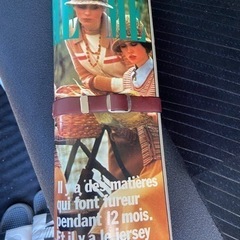 Il y a des matières
qui font fureur
pendant 12 mois.
Et il y a le jersey